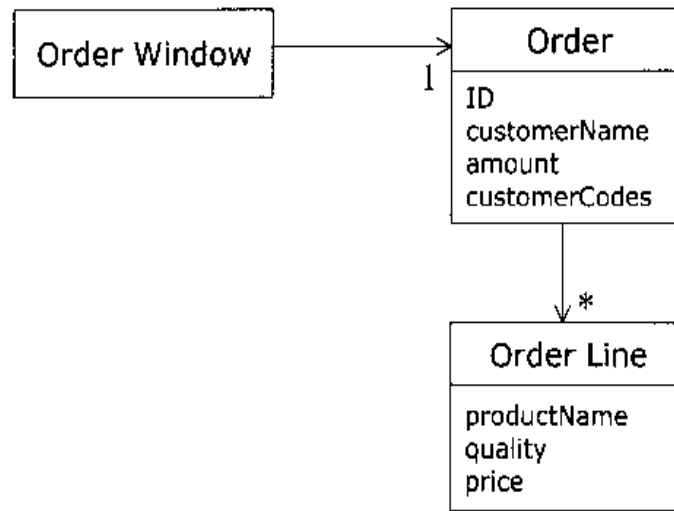 Order Window
Order
1
ID
customerName
amount
customerCodes
*
Order Line
productName
quality
price